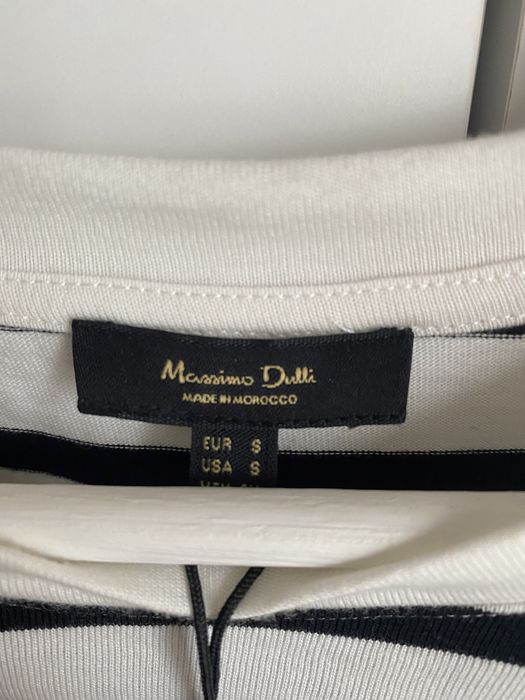 Massimo Dutti
MADE IN MOROCCO
EUR S
USA S